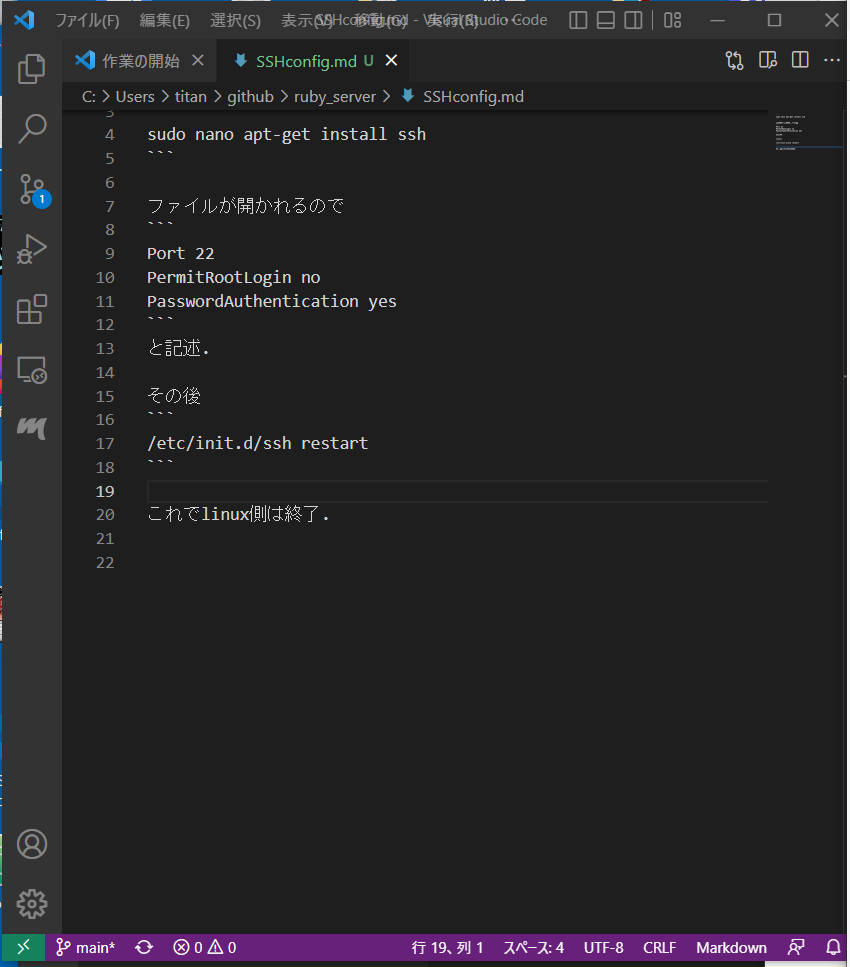 ファイル(F) 編集(E) 選択(S) 表示(V) 移動(G) 実行(R) SSHconfig.md - Visual Studio Code
作業の開始 SSHconfig.md U
C: > Users > titan > github > ruby_server > SSHconfig.md
3
4 sudo nano apt-get install ssh
5 ```
6
7 ファイルが開かれるので
8 ```
9 Port 22
10 PermitRootLogin no
11 PasswordAuthentication yes
12 ```
13 と記述.
14
15 その後
16 ```
17 /etc/init.d/ssh restart
18 ```
19
20 これでlinux側は終了.
21
22
1
main* 0 0 行 19、列 1 スペース: 4 UTF-8 CRLF Markdown